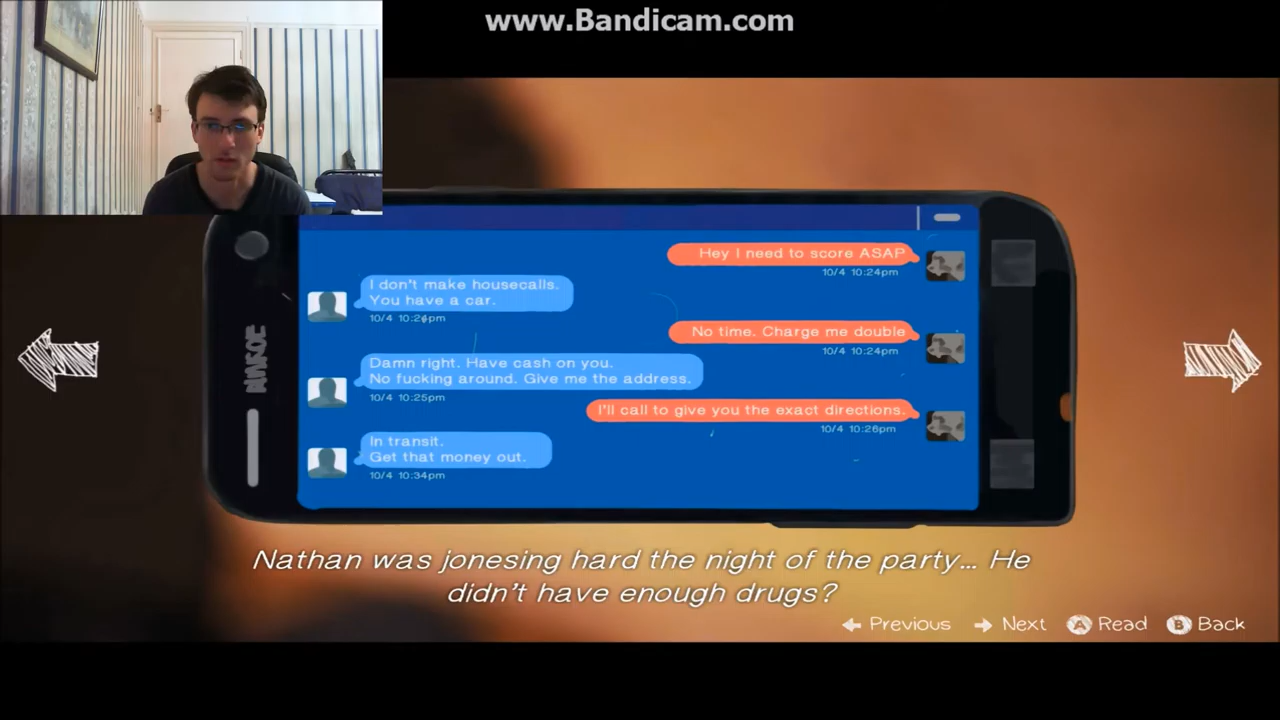 www.Bandicam.com
Hey I need to score ASAP
10/4 10:24pm
I don't make housecalls.
You have a car.
10/4 10:24pm
No time. Charge me double
10/4 10:24pm
Damn right. Have cash on you.
No fucking around. Give me the address.
10/4 10:25pm
I'll call to give you the exact directions.
10/4 10:26pm
In transit.
Get that money out.
10/4 10:34pm
Nathan was jonesing hard the night of the party... He
didn't have enough drugs?
Previous Next A Read B Back